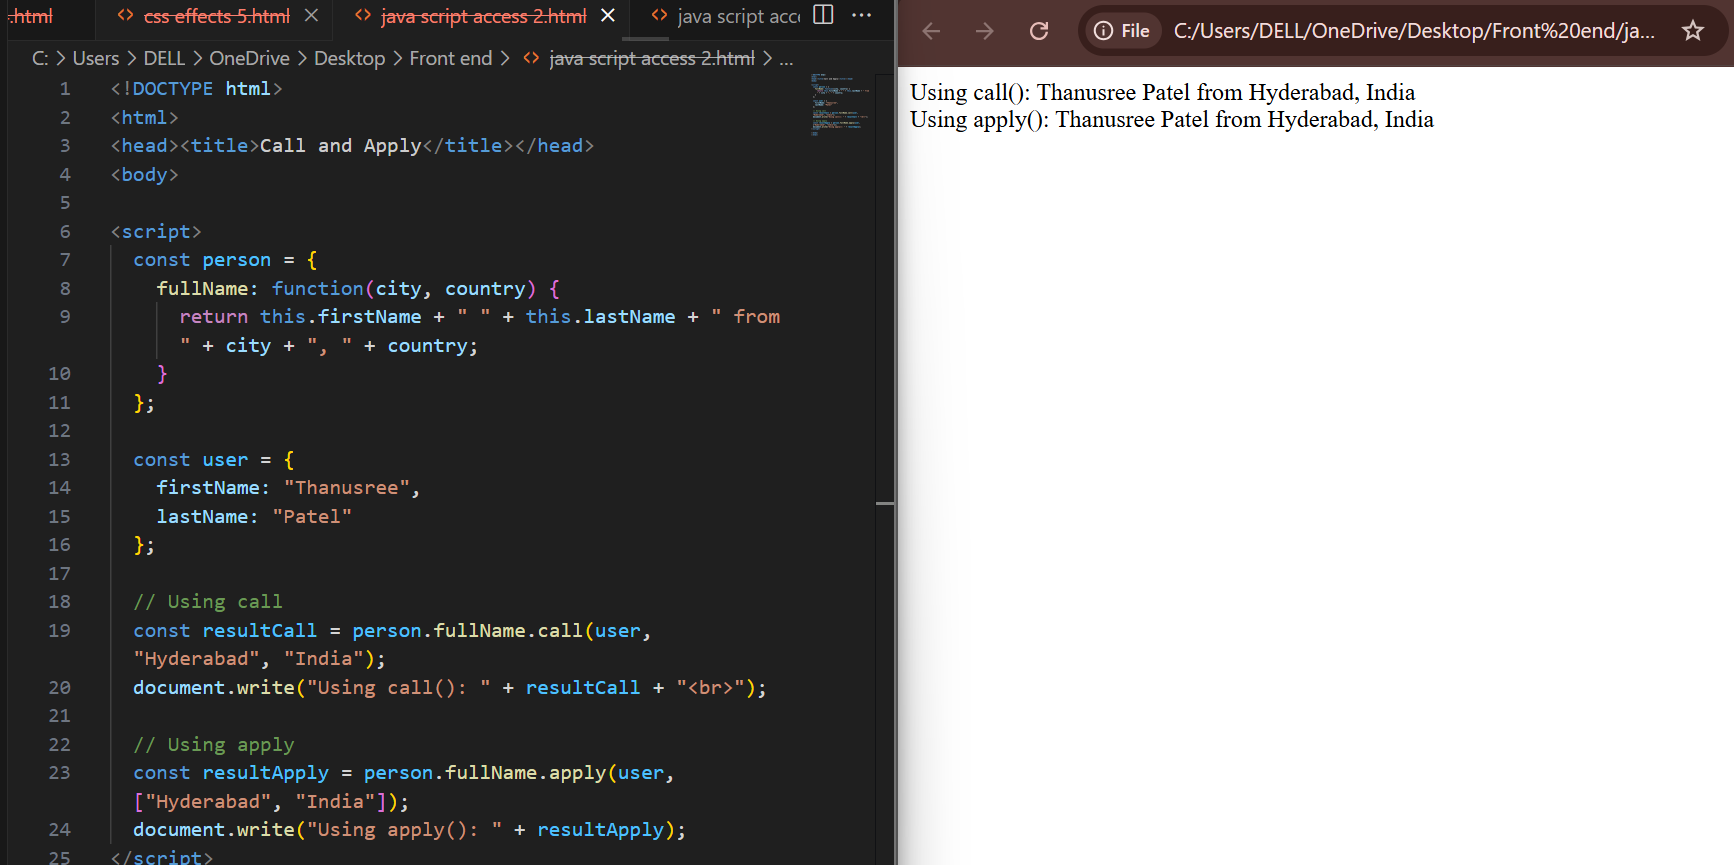 .html css effects 5.html java script access 2.html java script acc
C: > Users > DELL > OneDrive > Desktop > Front end > <> java script access 2.html > ...
1 <!DOCTYPE html>
2 <html>
3 <head><title>Call and Apply</title></head>
4 <body>
5
6 <script>
7 const person = {
8 fullName: function(city, country) {
9 return this.firstName + " " + this.lastName + " from
" + city + ", " + country;
10 }
11 };
12
13 const user = {
14 firstName: "Thanusree",
15 lastName: "Patel"
16 };
17
18 // Using call
19 const resultCall = person.fullName.call(user,
"Hyderabad", "India");
20 document.write("Using call(): " + resultCall + "<br>");
21
22 // Using apply
23 const resultApply = person.fullName.apply(user,
["Hyderabad", "India"]);
24 document.write("Using apply(): " + resultApply);
25 </script>
File C:/Users/DELL/OneDrive/Desktop/Front%20end/ja...
Using call(): Thanusree Patel from Hyderabad, India
Using apply(): Thanusree Patel from Hyderabad, India